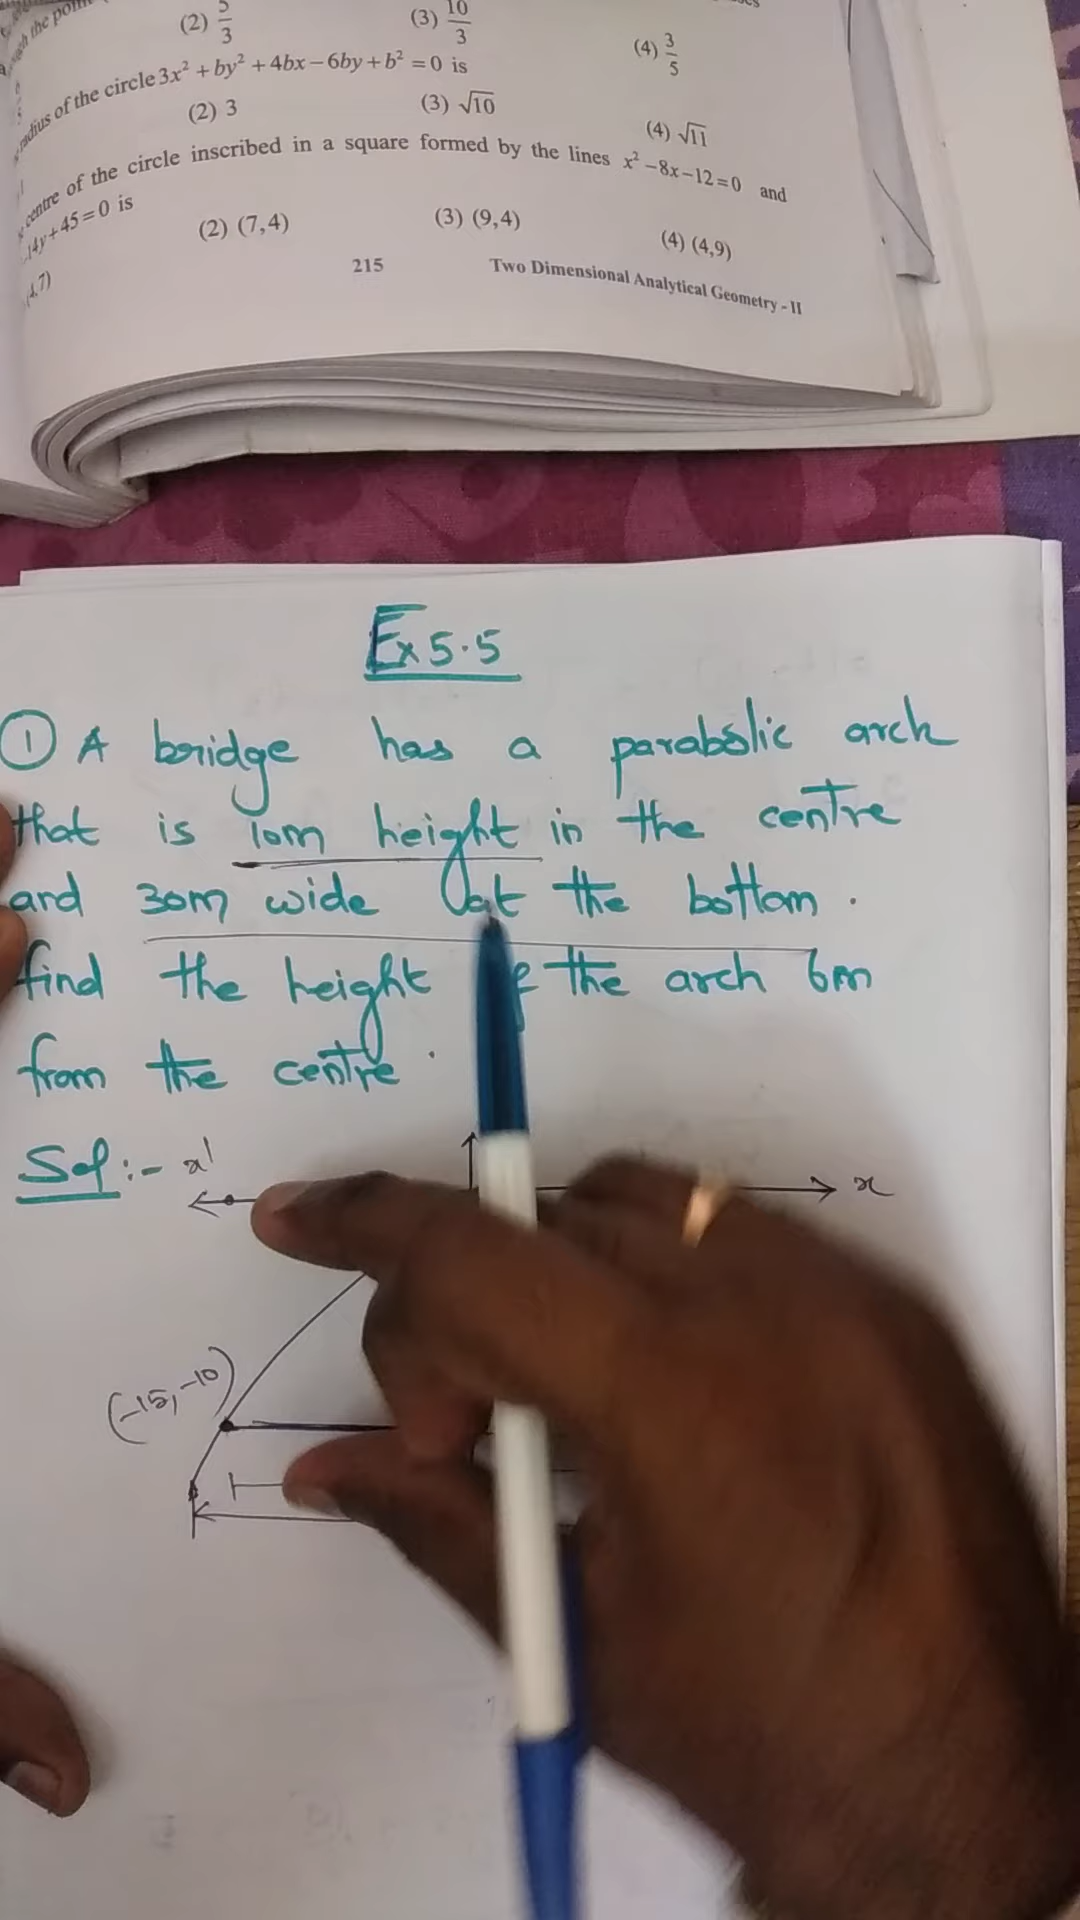 (2) 5/3 (3) 10/3 (4) 3/5
radius of the circle 3x² + by² + 4bx − 6by + b² = 0 is
(2) 3 (3) √10 (4) √11
centre of the circle inscribed in a square formed by the lines x² − 8x − 12 = 0 and
14y + 45 = 0 is
(2) (7,4) (3) (9,4) (4) (4,9)
215 Two Dimensional Analytical Geometry - II
Ex 5.5
① A bridge has a parabolic arch
that is 10m height in the centre
and 30m wide at the bottom.
find the height the arch 6m
from the centre.
Sol:- x' x
(-15, -10)